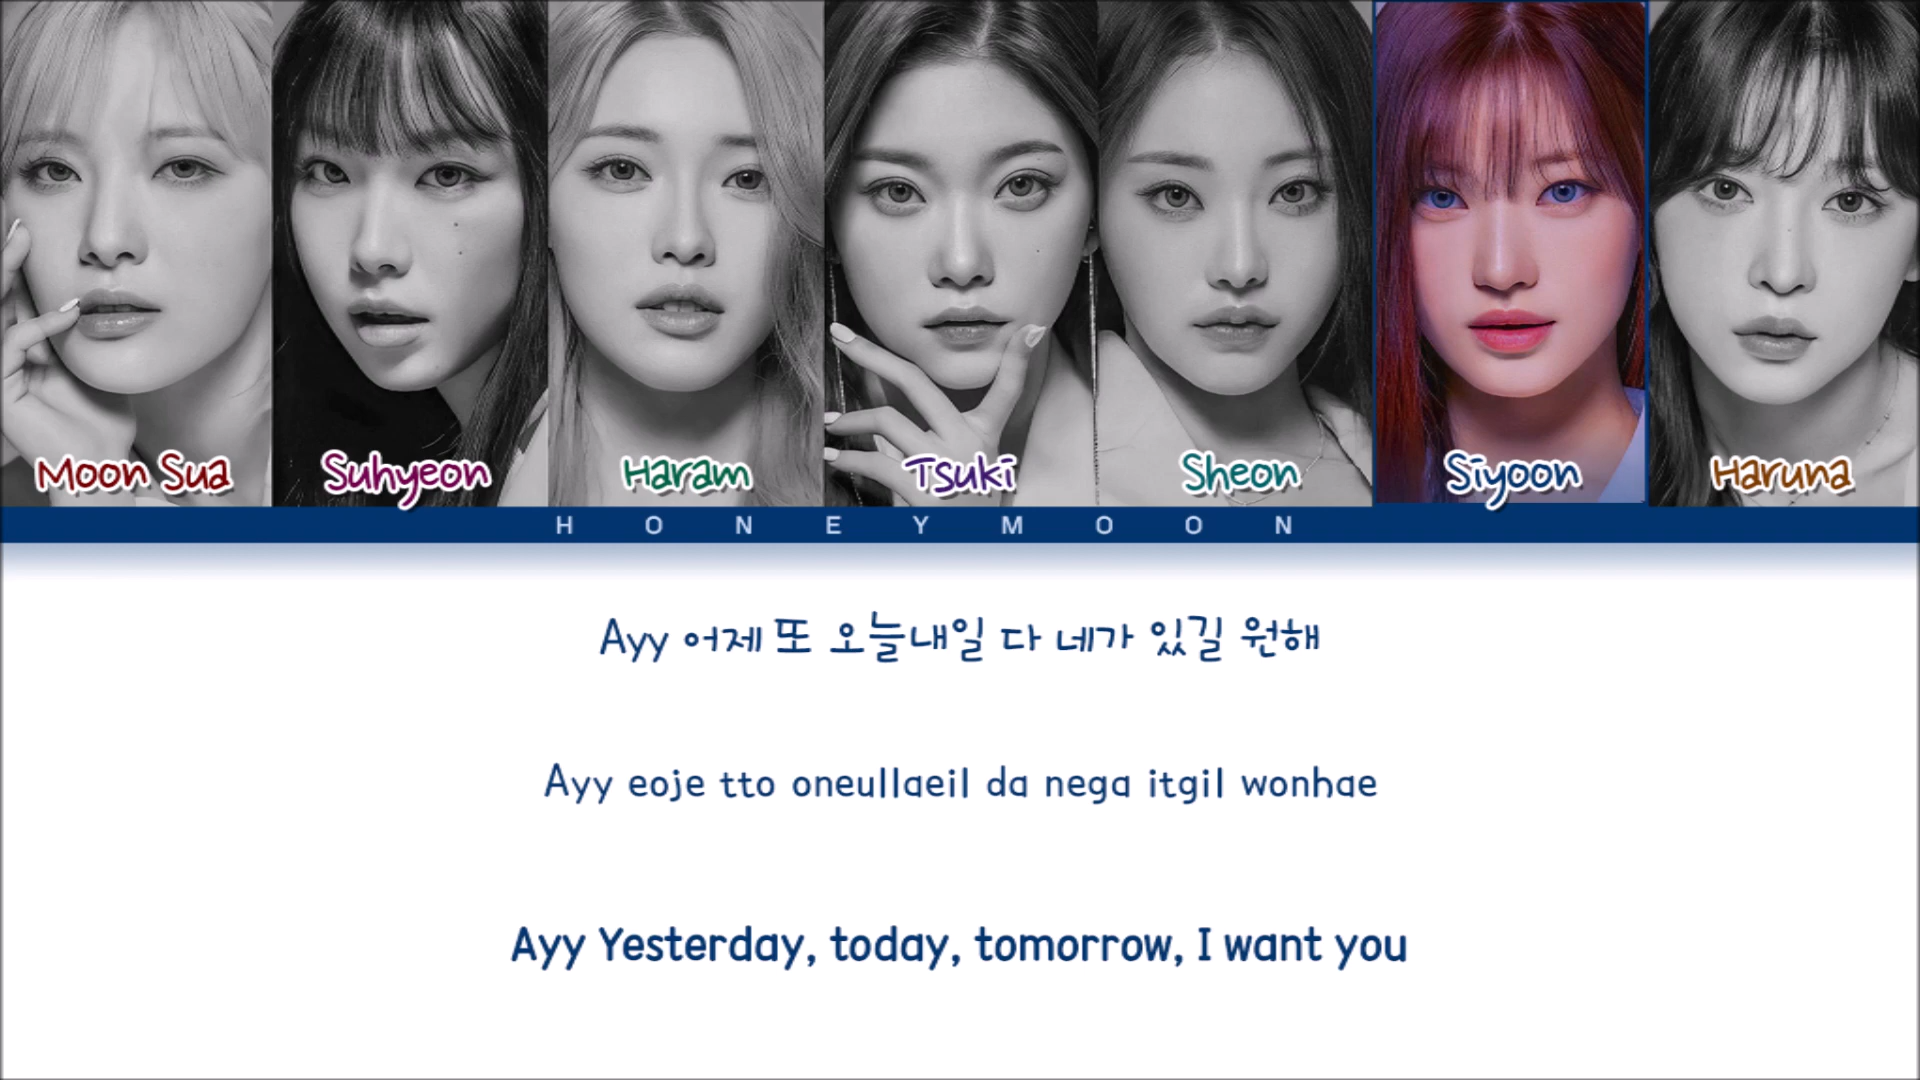 Moon Sua Suhyeon Haram Tsuki Sheon Siyoon Haruna
HONEYMOON
Ayy 어제 또 오늘내일 다 네가 있길 원해
Ayy eoje tto oneullaeil da nega itgil wonhae
Ayy Yesterday, today, tomorrow, I want you